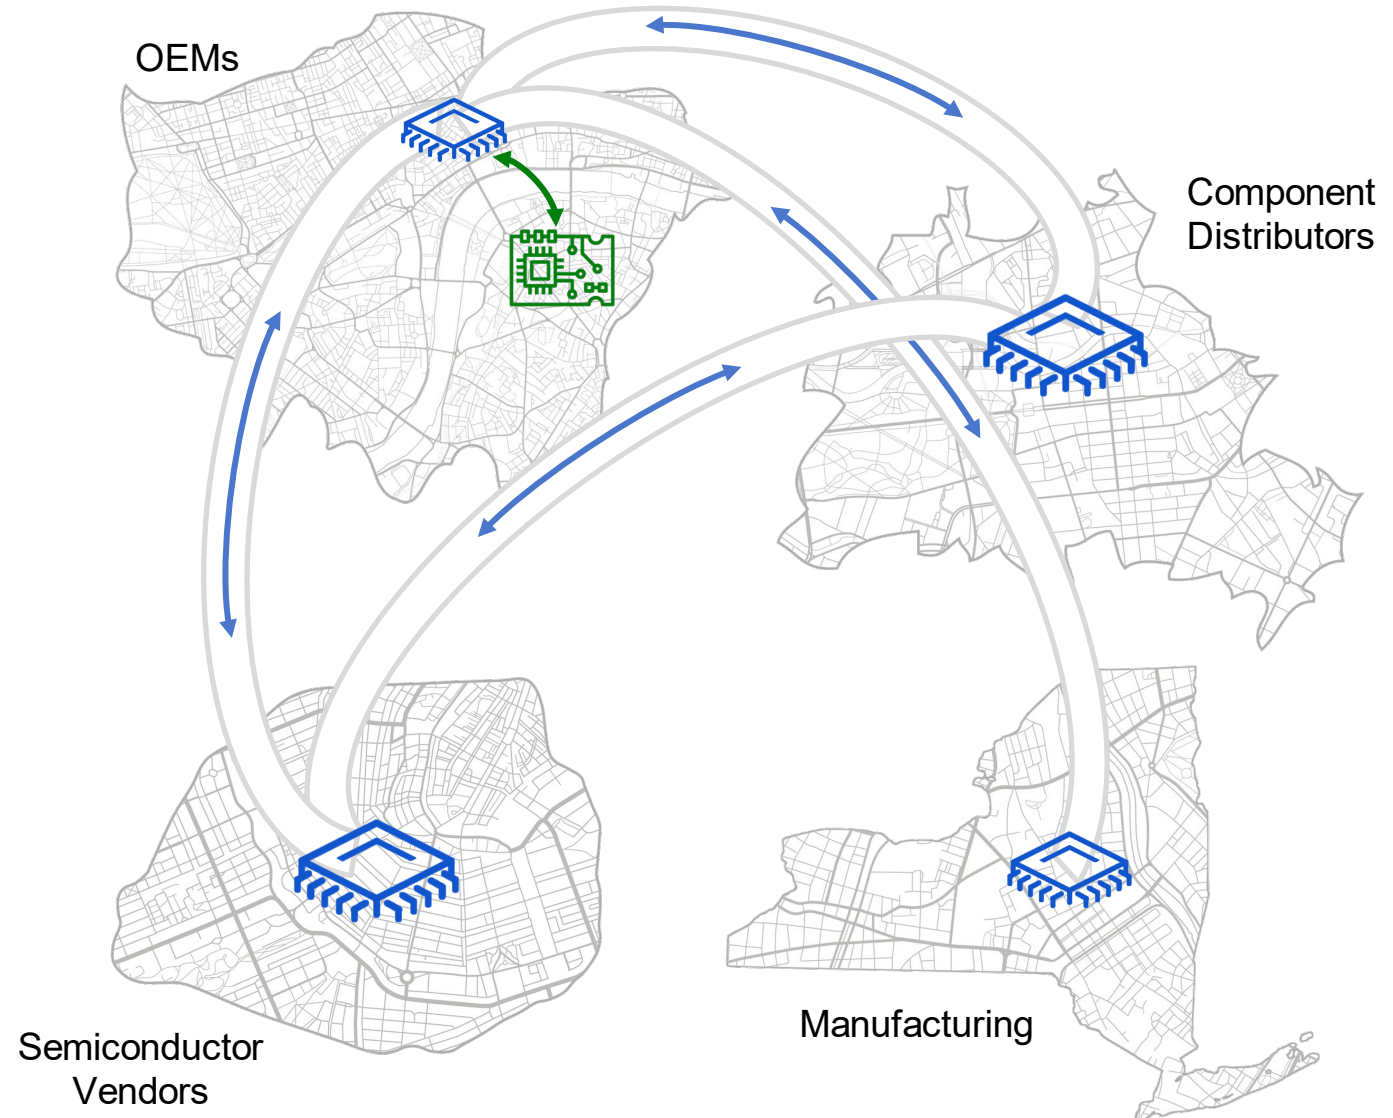 OEMs
Component
Distributors
Manufacturing
Semiconductor
Vendors